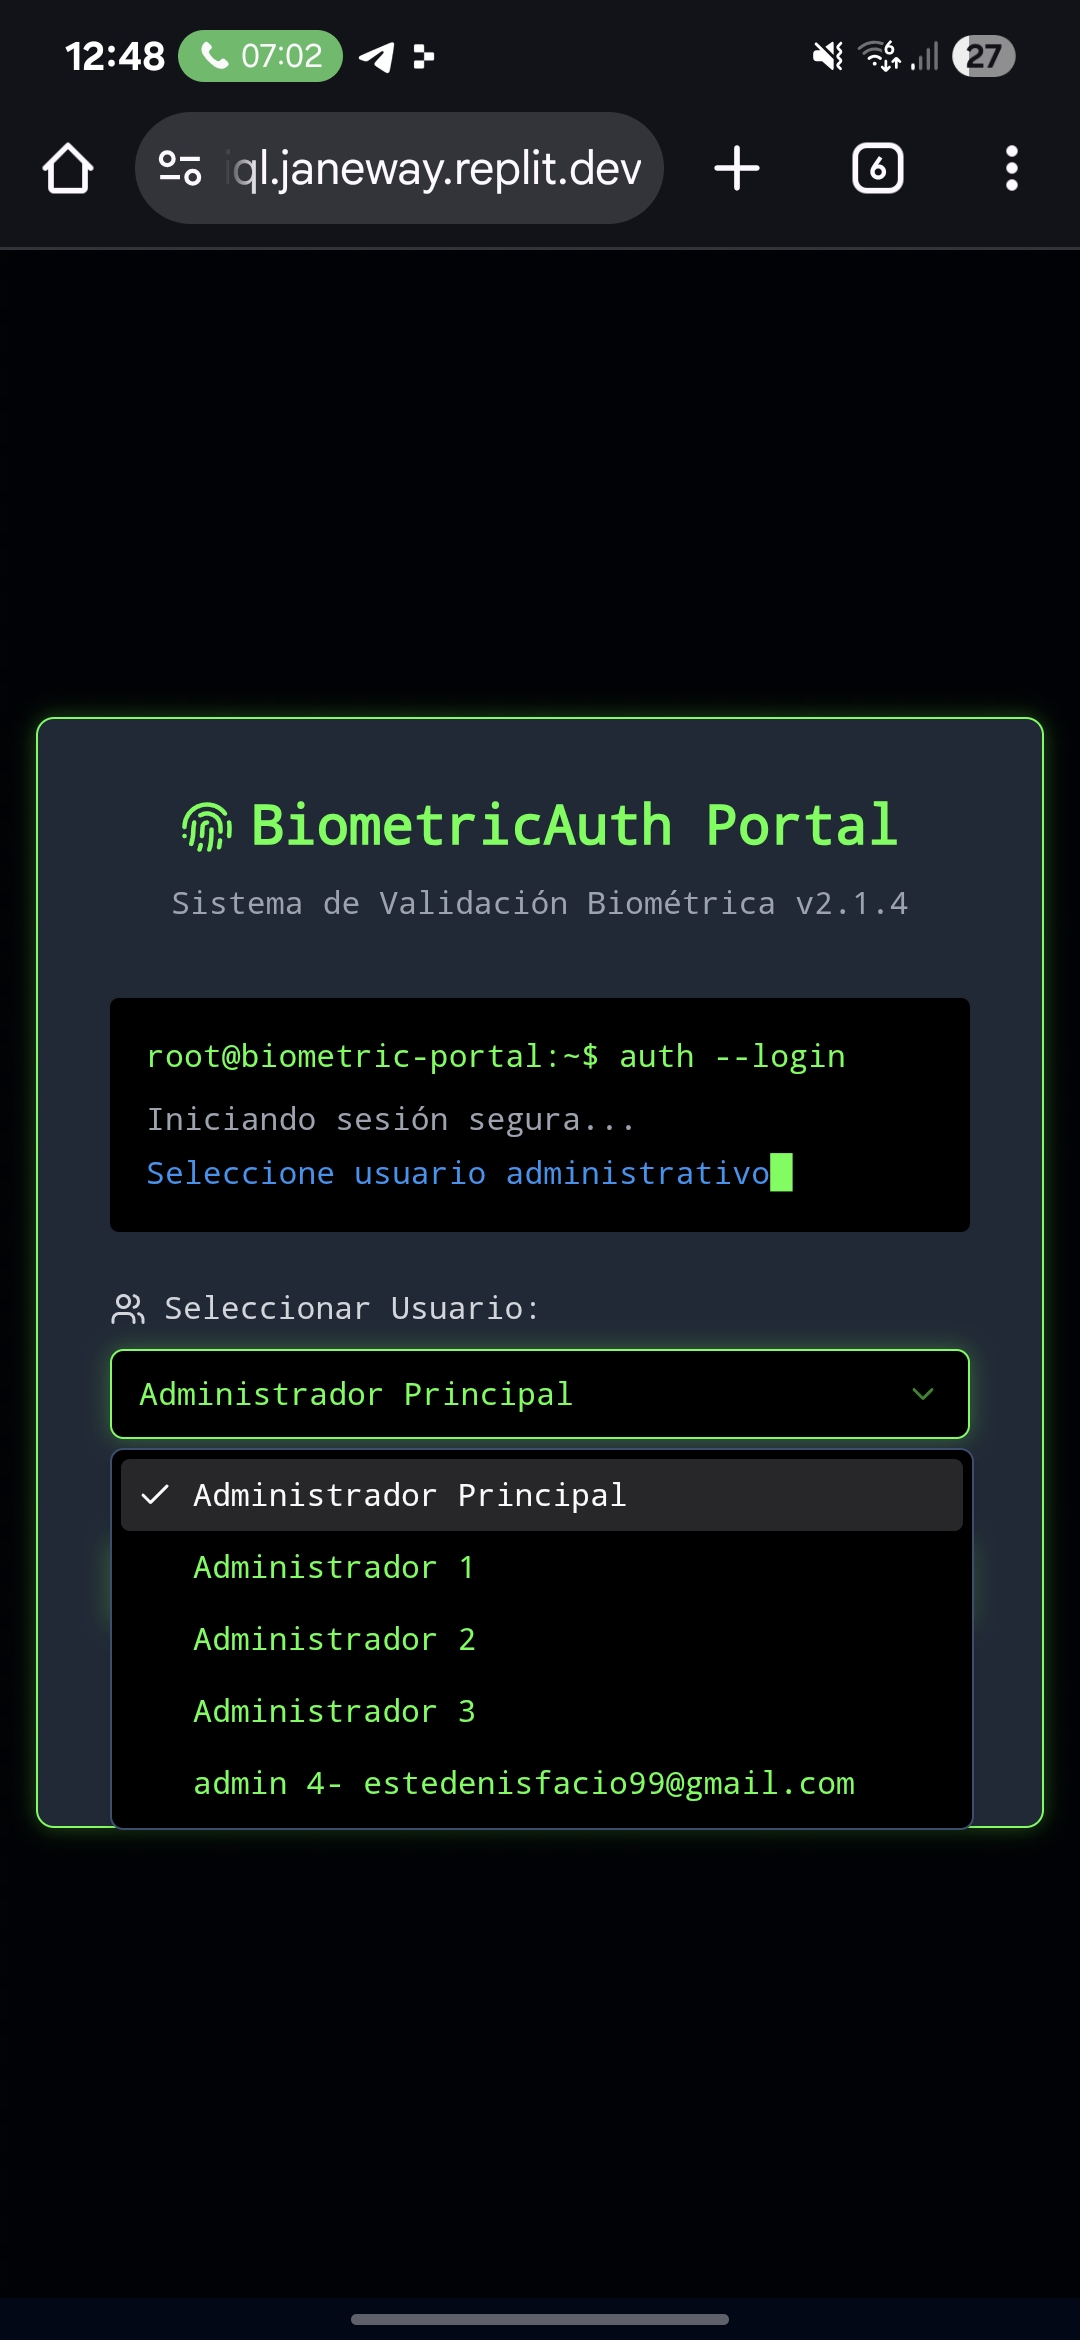 12:48 07:02 27
iql.janeway.replit.dev 6
BiometricAuth Portal
Sistema de Validación Biométrica v2.1.4
root@biometric-portal:~$ auth --login
Iniciando sesión segura...
Seleccione usuario administrativo
Seleccionar Usuario:
Administrador Principal
Administrador Principal
Administrador 1
Administrador 2
Administrador 3
admin 4- estedenisfacio99@gmail.com